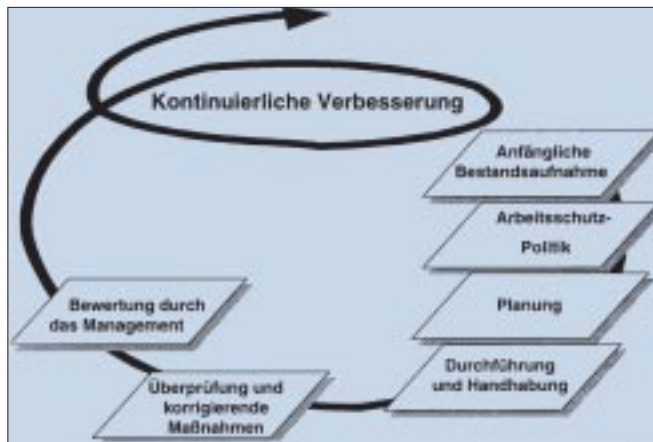 Kontinuierliche Verbesserung
Anfängliche
Bestandsaufnahme
Arbeitsschutz-
Politik
Planung
Durchführung
und Handhabung
Überprüfung und
korrigierende
Maßnahmen
Bewertung durch
das Management